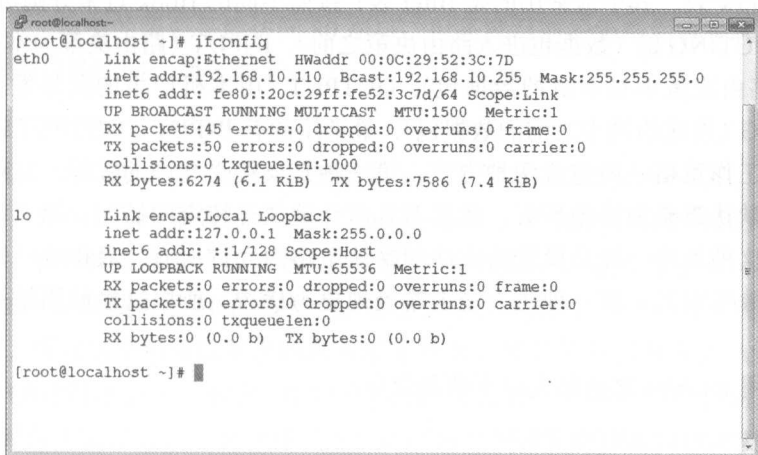 root@localhost:~
[root@localhost ~]# ifconfig
eth0      Link encap:Ethernet  HWaddr 00:0C:29:52:3C:7D
          inet addr:192.168.10.110  Bcast:192.168.10.255  Mask:255.255.255.0
          inet6 addr: fe80::20c:29ff:fe52:3c7d/64 Scope:Link
          UP BROADCAST RUNNING MULTICAST  MTU:1500  Metric:1
          RX packets:45 errors:0 dropped:0 overruns:0 frame:0
          TX packets:50 errors:0 dropped:0 overruns:0 carrier:0
          collisions:0 txqueuelen:1000
          RX bytes:6274 (6.1 KiB)  TX bytes:7586 (7.4 KiB)
lo        Link encap:Local Loopback
          inet addr:127.0.0.1  Mask:255.0.0.0
          inet6 addr: ::1/128 Scope:Host
          UP LOOPBACK RUNNING  MTU:65536  Metric:1
          RX packets:0 errors:0 dropped:0 overruns:0 frame:0
          TX packets:0 errors:0 dropped:0 overruns:0 carrier:0
          collisions:0 txqueuelen:0
          RX bytes:0 (0.0 b)  TX bytes:0 (0.0 b)
[root@localhost ~]#